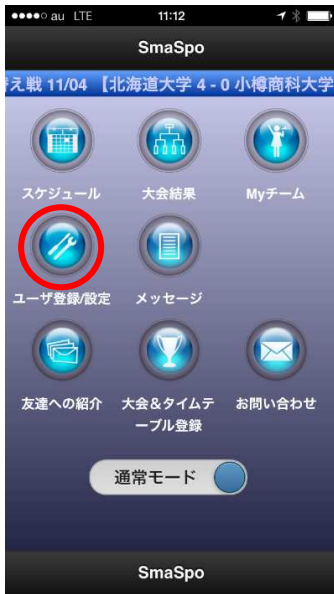 au LTE 11:12
SmaSpo
え戦 11/04 【北海道大学 4 - 0 小樽商科大学
スケジュール 大会結果 Myチーム
ユーザ登録/設定 メッセージ
友達への紹介 大会&タイムテ お問い合わせ
ーブル登録
通常モード
SmaSpo